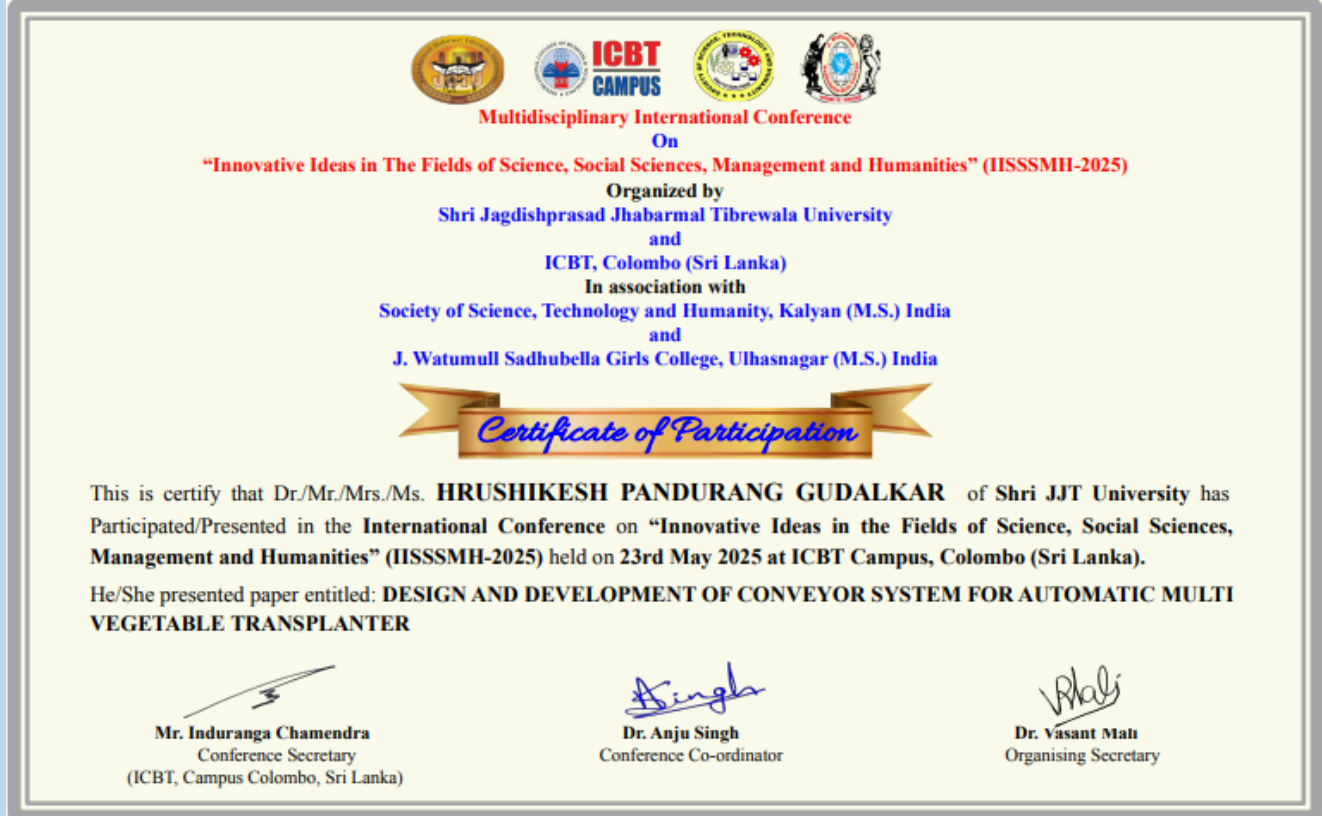 ICBT
CAMPUS
Multidisciplinary International Conference
On
“Innovative Ideas in The Fields of Science, Social Sciences, Management and Humanities” (IISSSMH-2025)
Organized by
Shri Jagdishprasad Jhabarmal Tibrewala University
and
ICBT, Colombo (Sri Lanka)
In association with
Society of Science, Technology and Humanity, Kalyan (M.S.) India
and
J. Watumull Sadhubella Girls College, Ulhasnagar (M.S.) India
Certificate of Participation
This is certify that Dr./Mr./Mrs./Ms. HRUSHIKESH PANDURANG GUDALKAR of Shri JJT University has
Participated/Presented in the International Conference on “Innovative Ideas in the Fields of Science, Social Sciences,
Management and Humanities” (IISSSMH-2025) held on 23rd May 2025 at ICBT Campus, Colombo (Sri Lanka).
He/She presented paper entitled: DESIGN AND DEVELOPMENT OF CONVEYOR SYSTEM FOR AUTOMATIC MULTI
VEGETABLE TRANSPLANTER
Mr. Induranga Chamendra
Conference Secretary
(ICBT, Campus Colombo, Sri Lanka)
ASingh
Dr. Anju Singh
Conference Co-ordinator
Dr. Vasant Mali
Organising Secretary